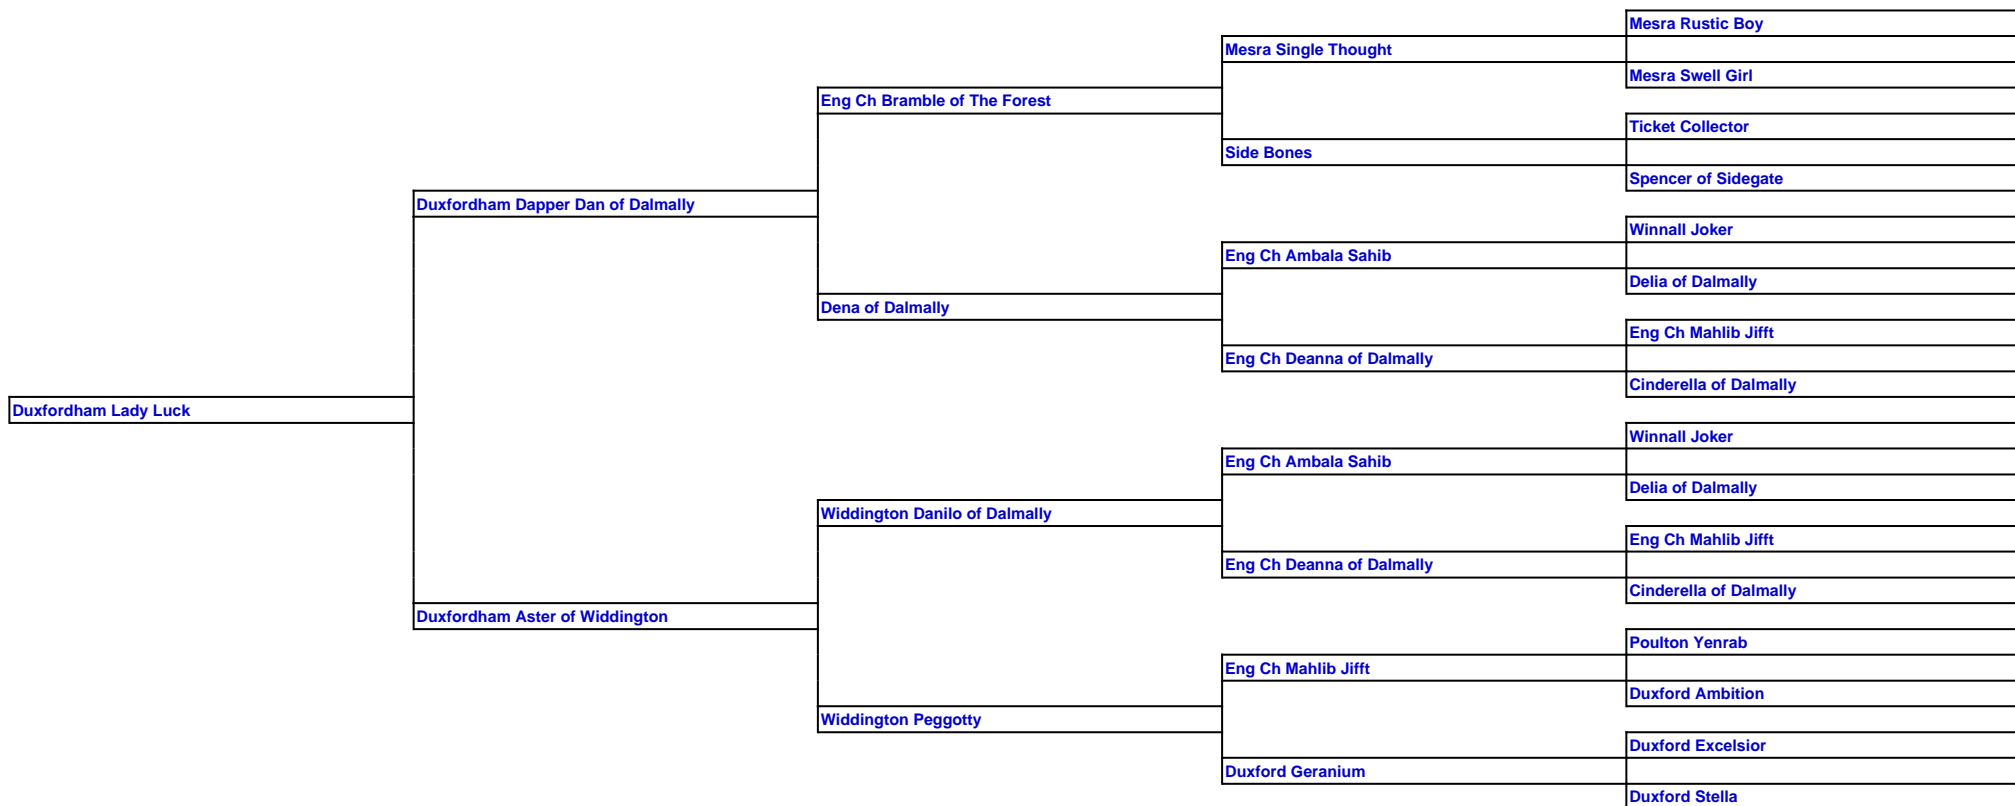 Mesra Rustic Boy
Mesra Single Thought
Mesra Swell Girl
Eng Ch Bramble of The Forest
Ticket Collector
Side Bones
Spencer of Sidegate
Duxfordham Dapper Dan of Dalmally
Winnall Joker
Eng Ch Ambala Sahib
Delia of Dalmally
Dena of Dalmally
Eng Ch Mahlib Jifft
Eng Ch Deanna of Dalmally
Cinderella of Dalmally
Duxfordham Lady Luck
Winnall Joker
Eng Ch Ambala Sahib
Delia of Dalmally
Widdington Danilo of Dalmally
Eng Ch Mahlib Jifft
Eng Ch Deanna of Dalmally
Cinderella of Dalmally
Duxfordham Aster of Widdington
Poulton Yenrab
Eng Ch Mahlib Jifft
Duxford Ambition
Widdington Peggotty
Duxford Excelsior
Duxford Geranium
Duxford Stella